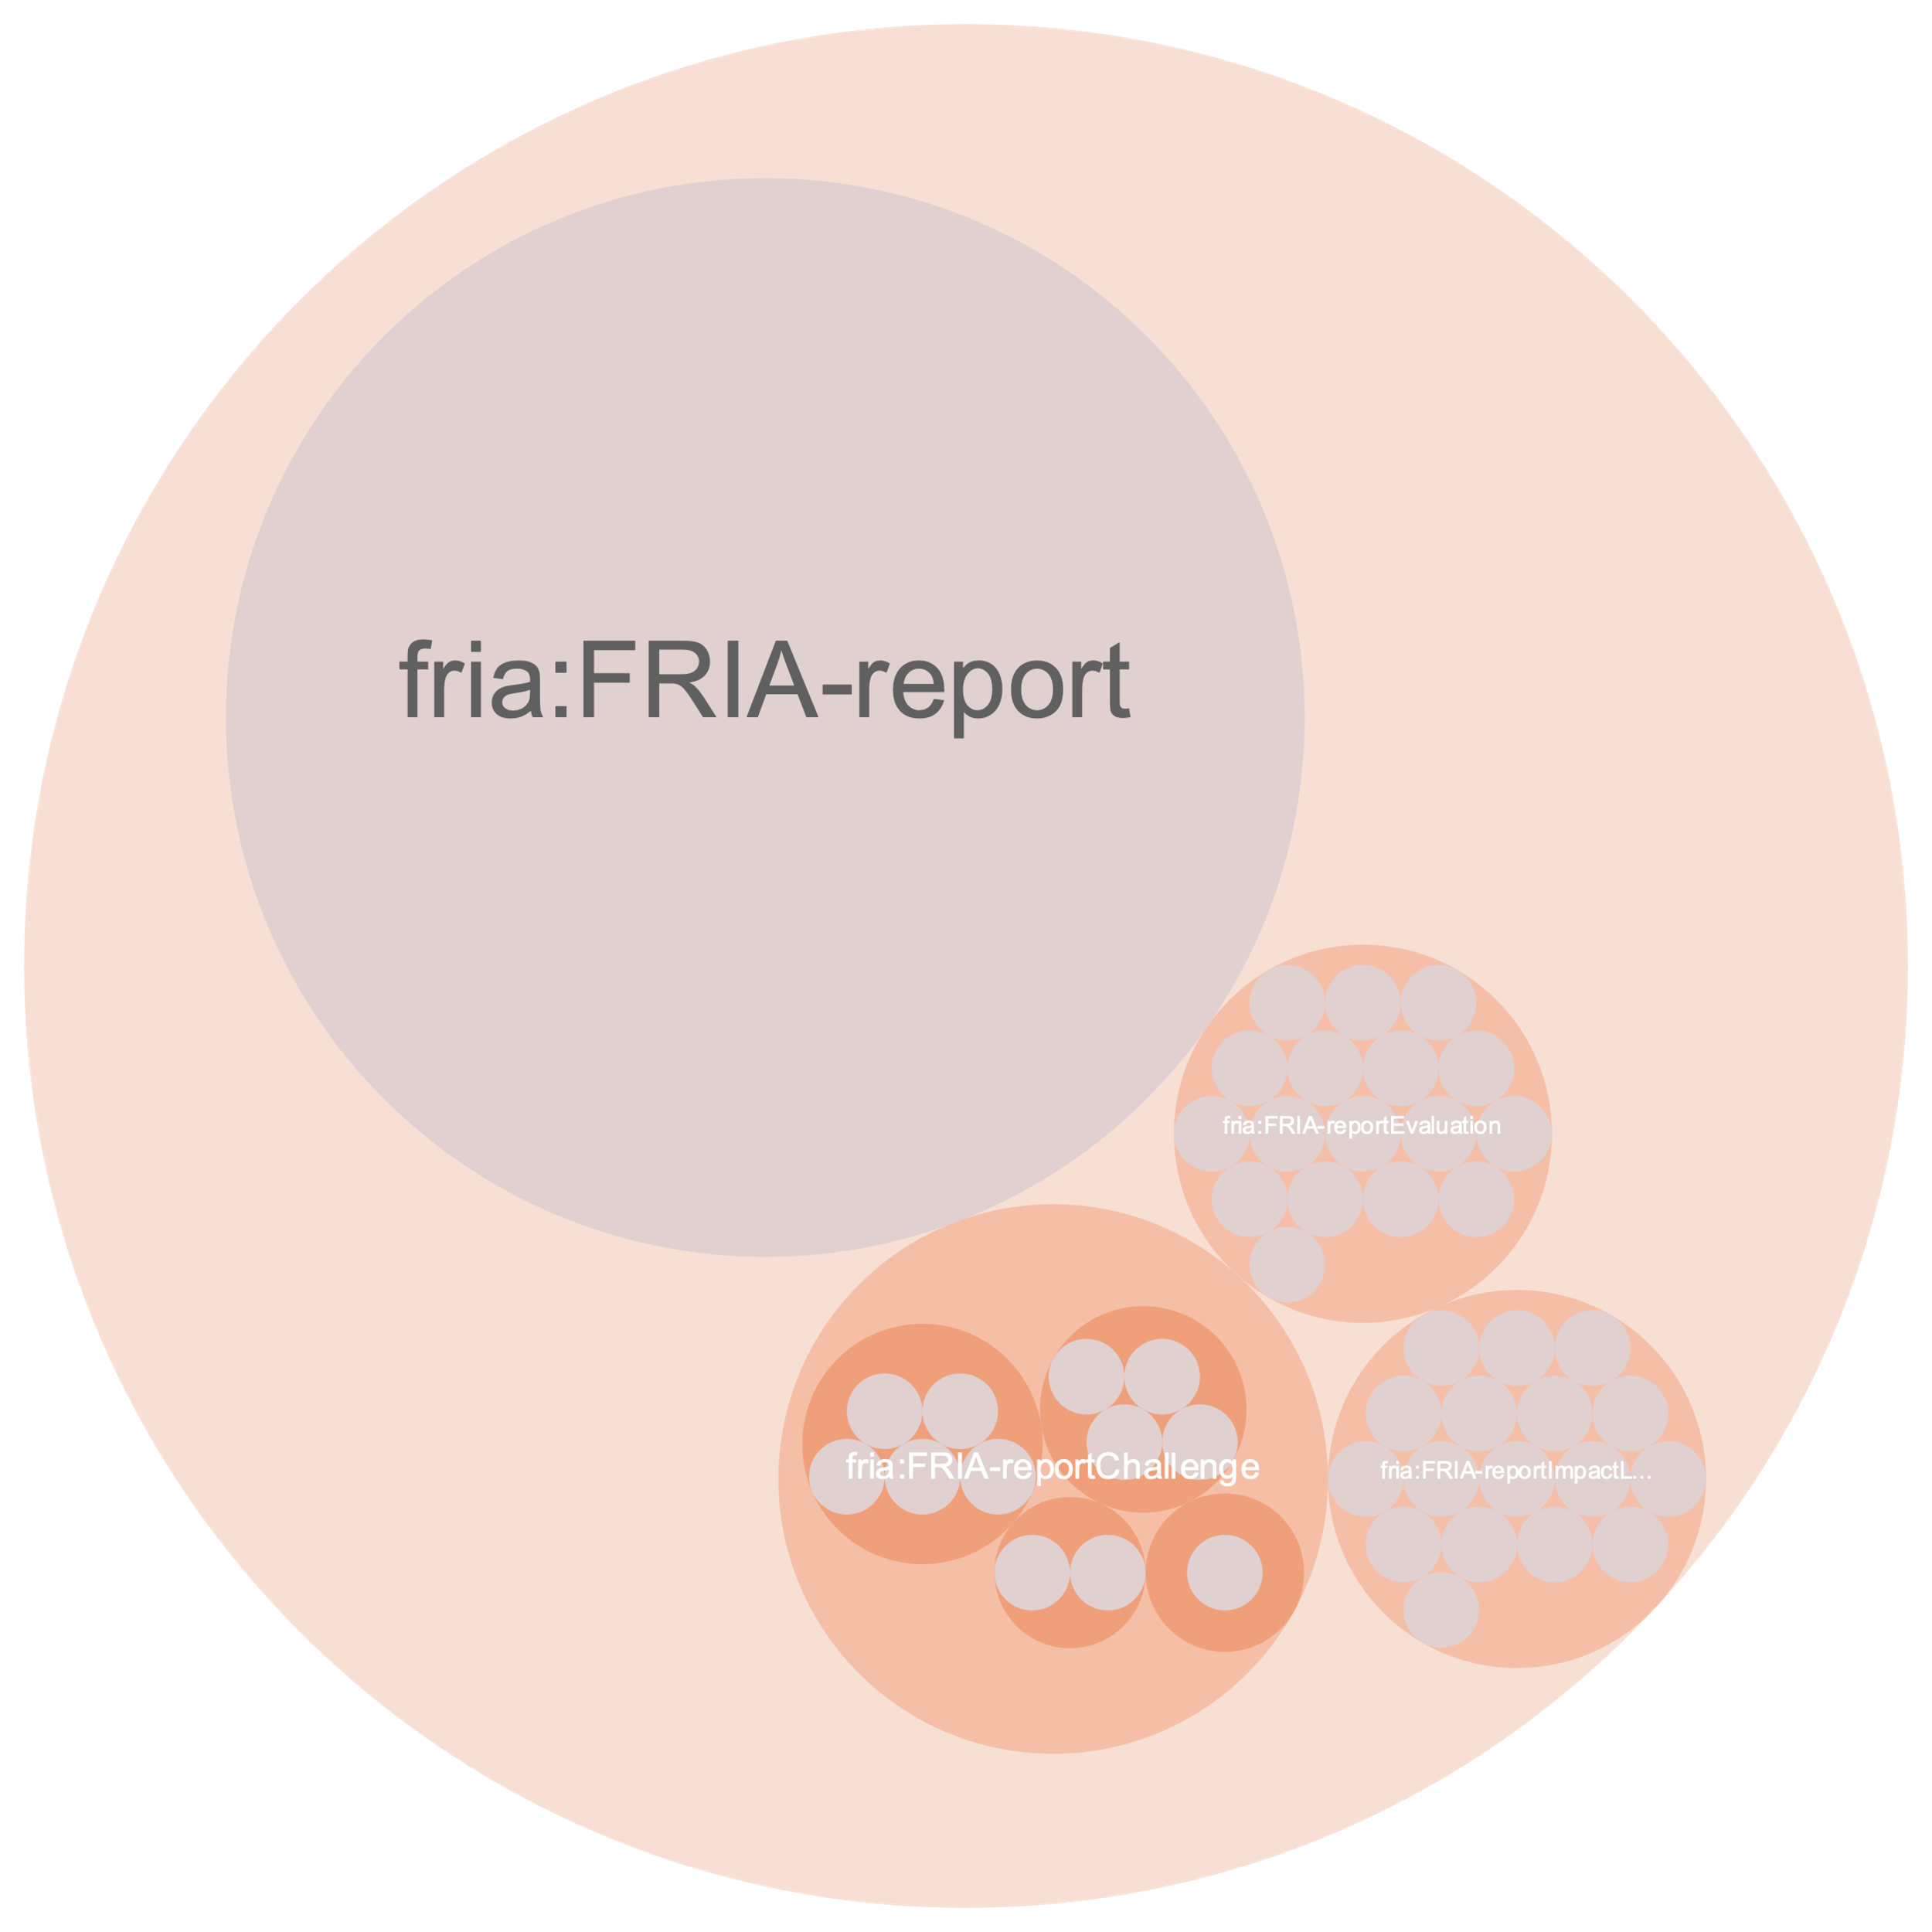 fria:FRIA-report
fria:FRIA-reportEvaluation
fria:FRIA-reportChallenge
fria:FRIA-reportImpactL...